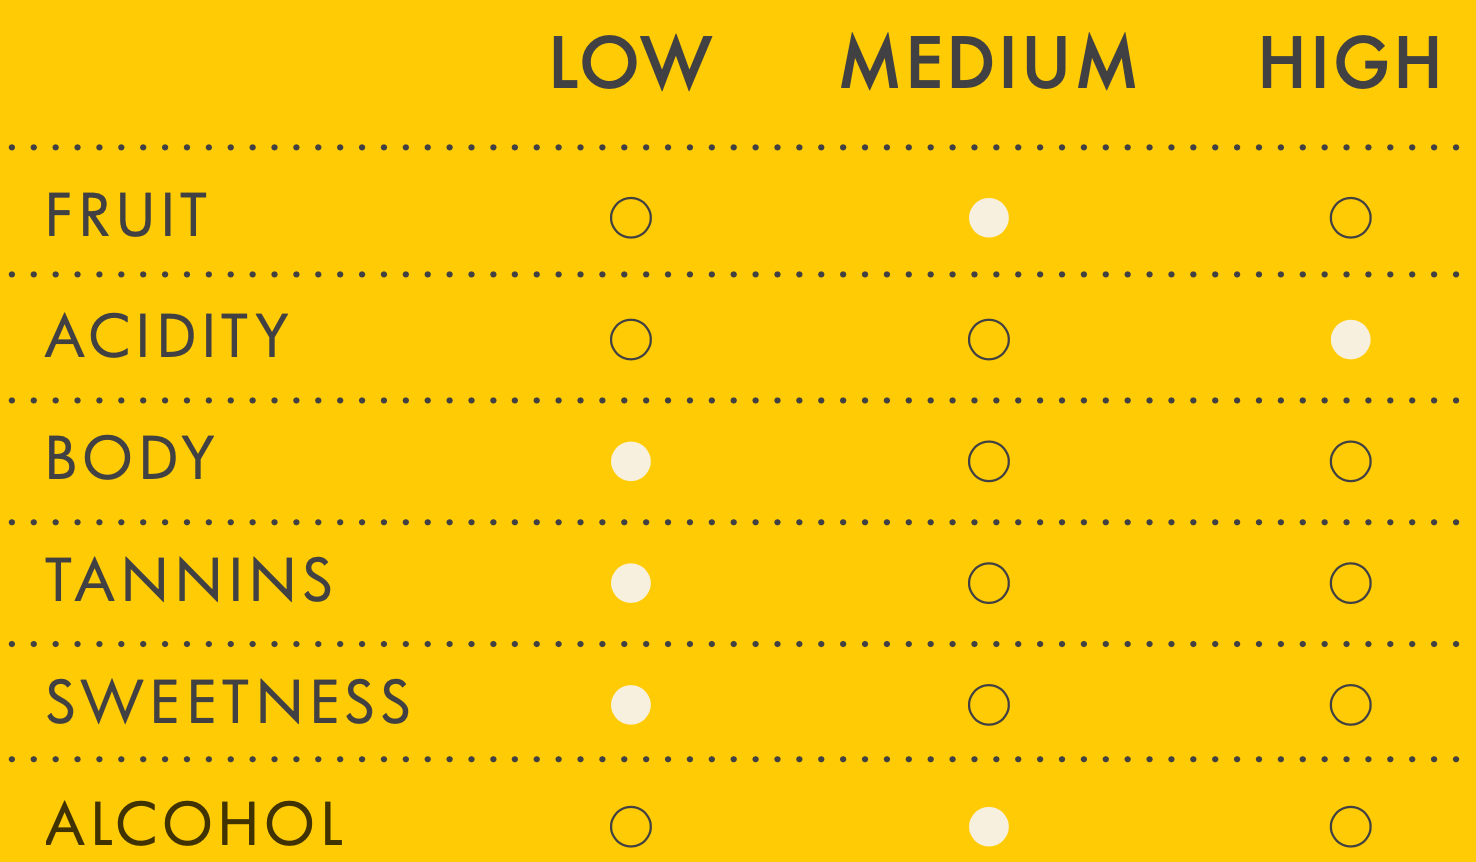 LOW MEDIUM HIGH
FRUIT
ACIDITY
BODY
TANNINS
SWEETNESS
ALCOHOL